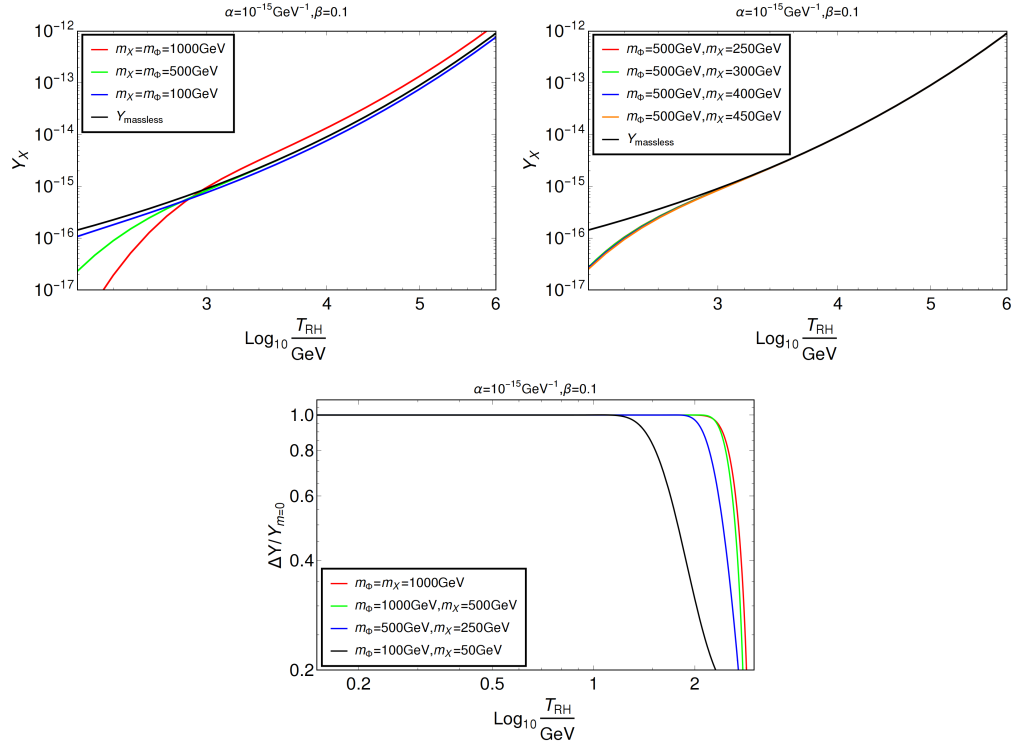 α=10⁻¹⁵GeV⁻¹,β=0.1
10⁻¹²
10⁻¹³
10⁻¹⁴
10⁻¹⁵
10⁻¹⁶
10⁻¹⁷
Y_X
m_X=m_Φ=1000GeV
m_X=m_Φ=500GeV
m_X=m_Φ=100GeV
Y_massless
3 4 5 6
Log₁₀ T_RH/GeV
α=10⁻¹⁵GeV⁻¹,β=0.1
10⁻¹²
10⁻¹³
10⁻¹⁴
10⁻¹⁵
10⁻¹⁶
10⁻¹⁷
Y_X
m_Φ=500GeV,m_X=250GeV
m_Φ=500GeV,m_X=300GeV
m_Φ=500GeV,m_X=400GeV
m_Φ=500GeV,m_X=450GeV
Y_massless
3 4 5 6
Log₁₀ T_RH/GeV
α=10⁻¹⁵GeV⁻¹,β=0.1
1.0
0.8
0.6
0.4
0.2
ΔY/Y_m=0
m_Φ=m_X=1000GeV
m_Φ=1000GeV,m_X=500GeV
m_Φ=500GeV,m_X=250GeV
m_Φ=100GeV,m_X=50GeV
0.2 0.5 1 2
Log₁₀ T_RH/GeV